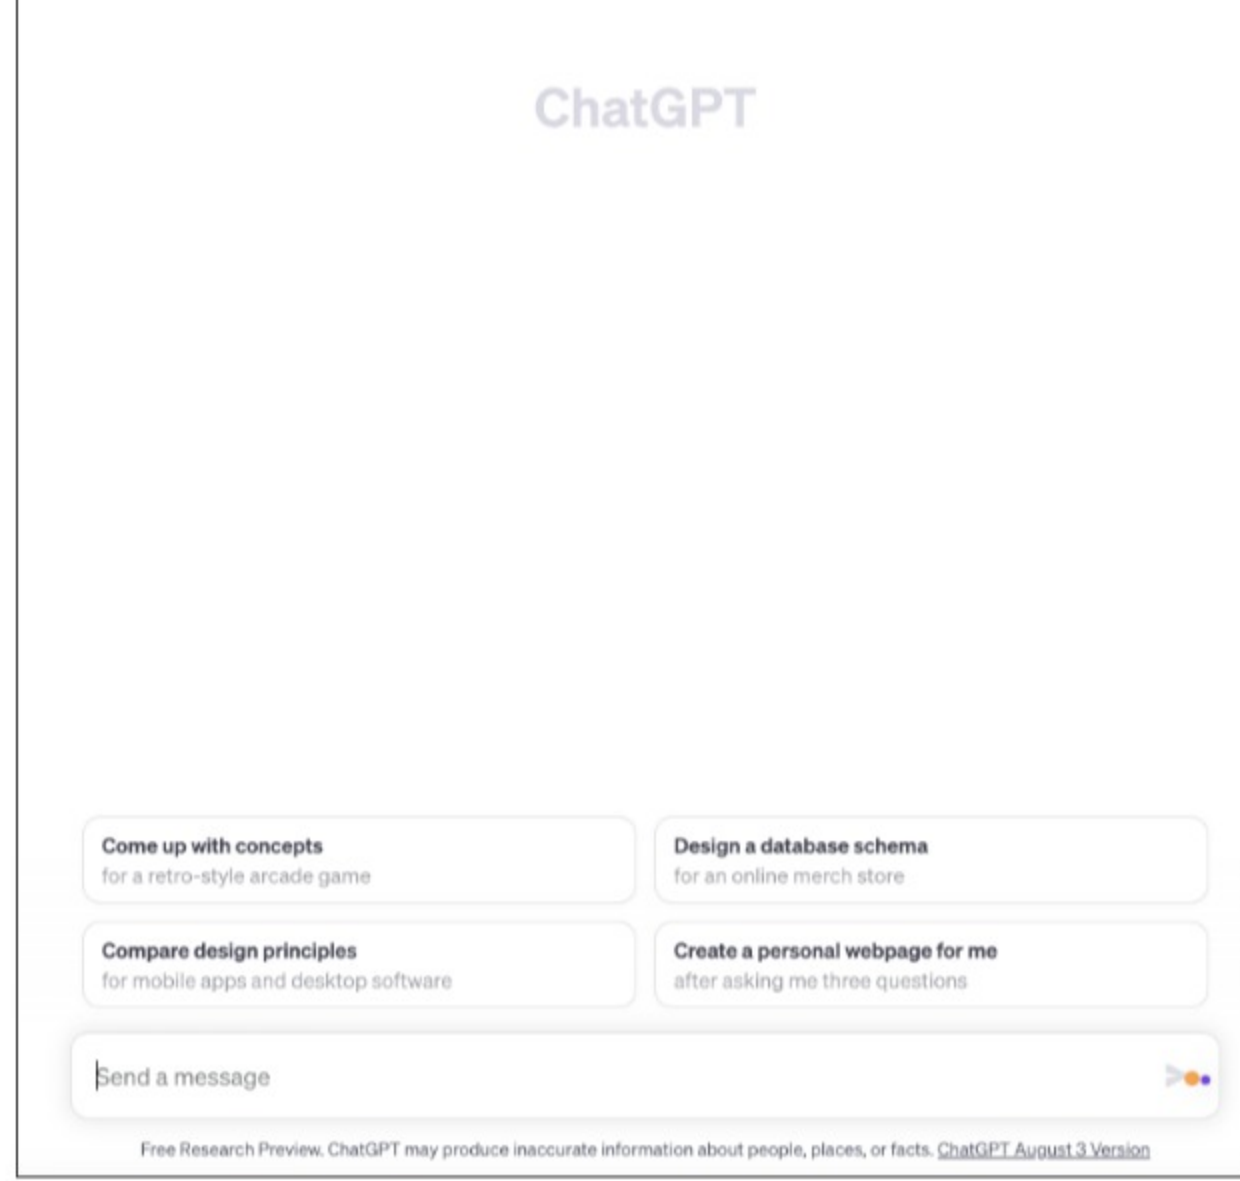 ChatGPT
Come up with concepts
for a retro-style arcade game
Design a database schema
for an online merch store
Compare design principles
for mobile apps and desktop software
Create a personal webpage for me
after asking me three questions
Send a message
Free Research Preview. ChatGPT may produce inaccurate information about people, places, or facts. ChatGPT August 3 Version